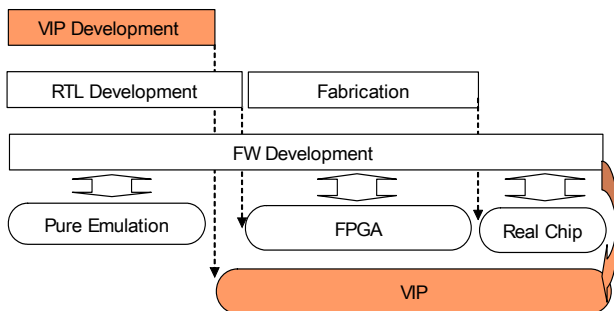 VIP Development
RTL Development
Fabrication
FW Development
Pure Emulation
FPGA
Real Chip
VIP